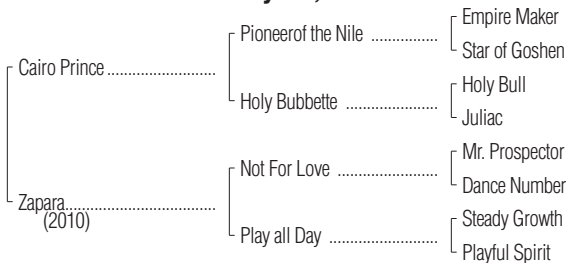 Empire Maker
Pioneerof the Nile ................
Star of Goshen
Cairo Prince ..........................
Holy Bull
Holy Bubbette ......................
Juliac
Mr. Prospector
Not For Love ........................
Dance Number
Zapara....................................
(2010)
Steady Growth
Play all Day ..........................
Playful Spirit